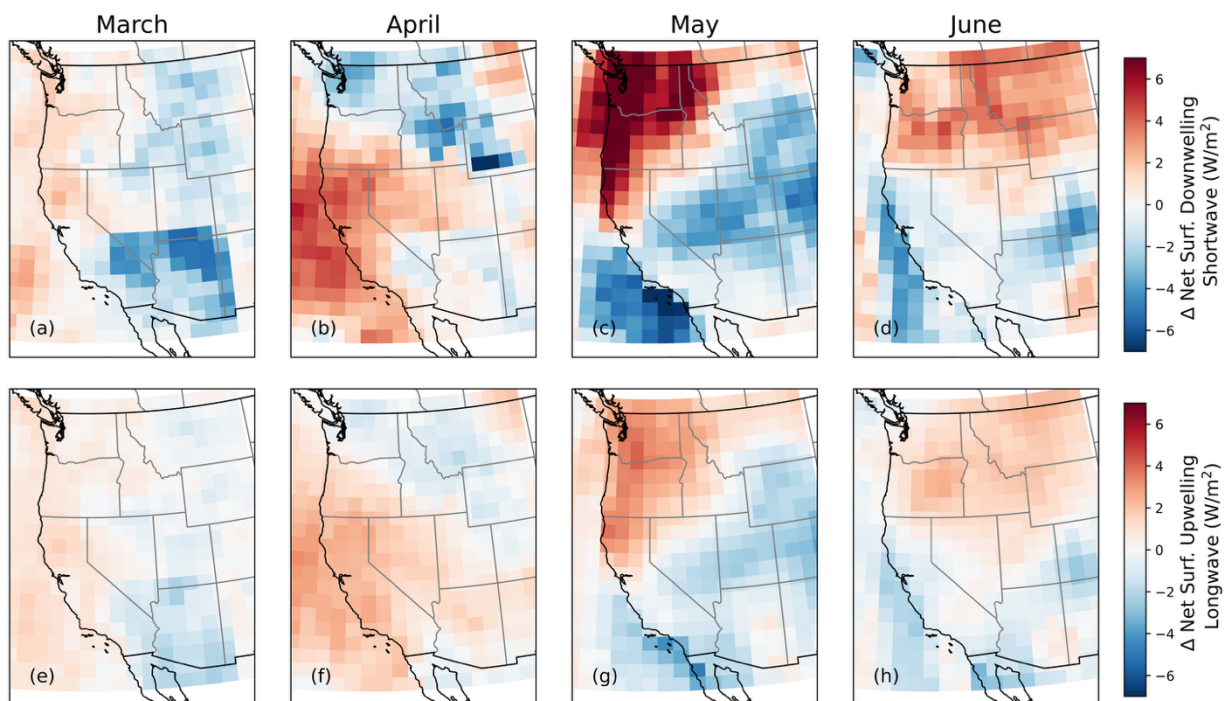 March April May June
(a) (b) (c) (d)
6
4
2
0
−2
−4
−6
Δ Net Surf. Downwelling
Shortwave (W/m²)
(e) (f) (g) (h)
6
4
2
0
−2
−4
−6
Δ Net Surf. Upwelling
Longwave (W/m²)